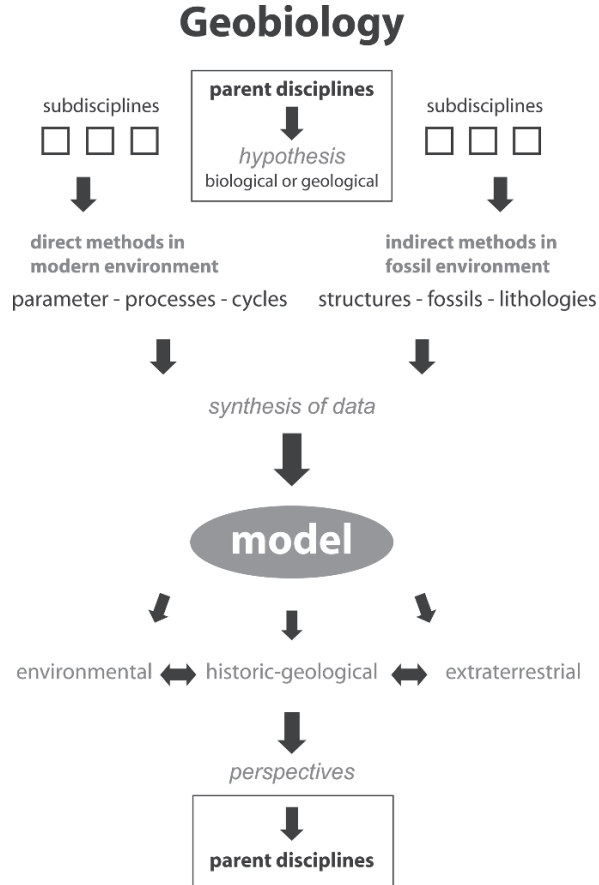 Geobiology
subdisciplines
parent disciplines
hypothesis
biological or geological
subdisciplines
direct methods in
modern environment
parameter - processes - cycles
indirect methods in
fossil environment
structures - fossils - lithologies
synthesis of data
model
environmental
historic-geological
extraterrestrial
perspectives
parent disciplines